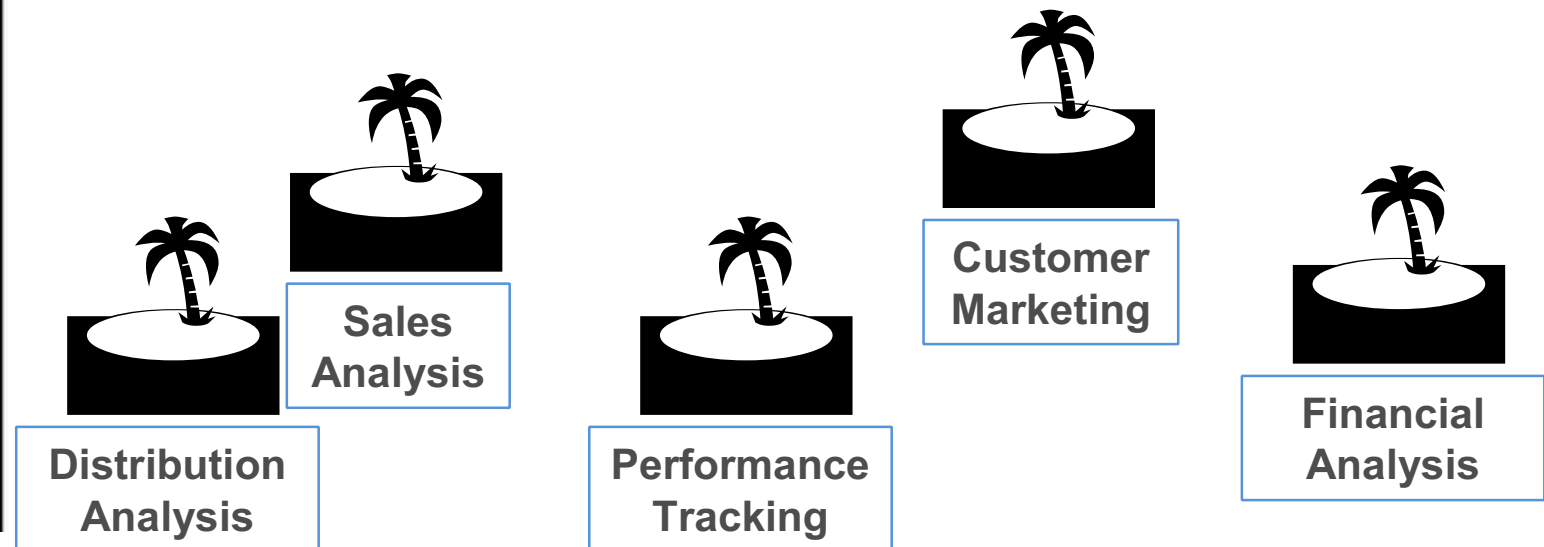 Distribution
Analysis
Sales
Analysis
Performance
Tracking
Customer
Marketing
Financial
Analysis